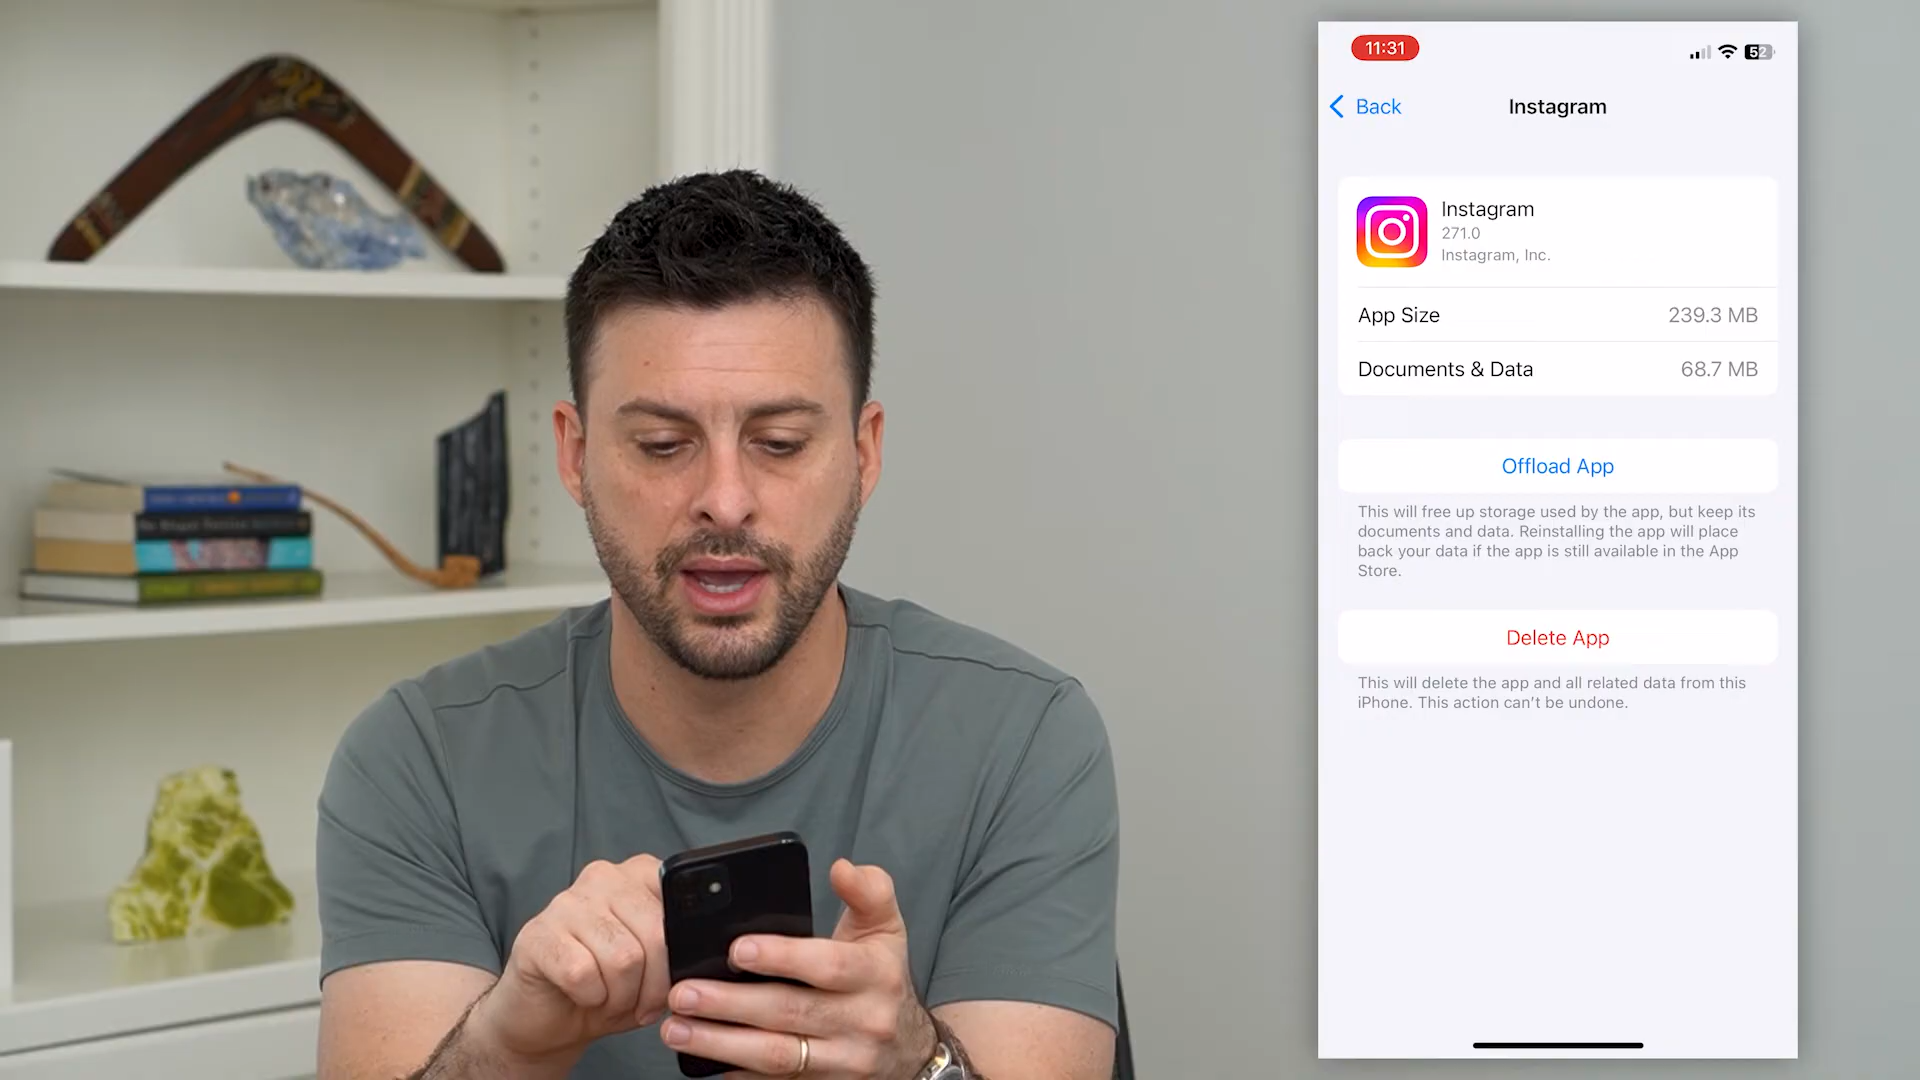 11:31
52
Back
Instagram
Instagram
271.0
Instagram, Inc.
App Size 239.3 MB
Documents & Data 68.7 MB
Offload App
This will free up storage used by the app, but keep its
documents and data. Reinstalling the app will place
back your data if the app is still available in the App
Store.
Delete App
This will delete the app and all related data from this
iPhone. This action can’t be undone.